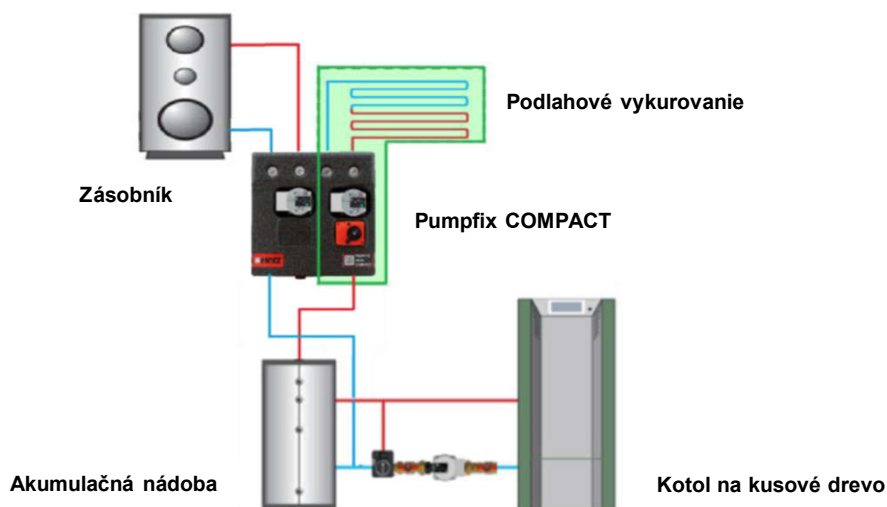 Podlahové vykurovanie
Zásobník
Pumpfix COMPACT
Akumulačná nádoba
Kotol na kusové drevo